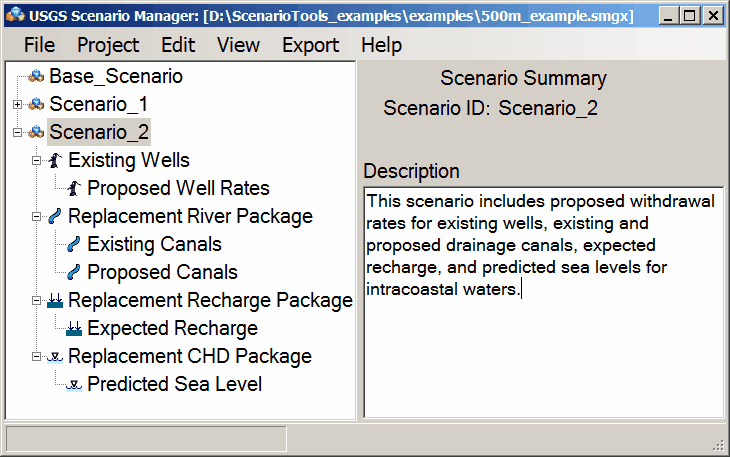 USGS Scenario Manager: [D:\ScenarioTools_examples\examples\500m_example.smgx]
File Project Edit View Export Help
Base_Scenario
Scenario_1
Scenario_2
Existing Wells
Proposed Well Rates
Replacement River Package
Existing Canals
Proposed Canals
Replacement Recharge Package
Expected Recharge
Replacement CHD Package
Predicted Sea Level
Scenario Summary
Scenario ID: Scenario_2
Description
This scenario includes proposed withdrawal
rates for existing wells, existing and
proposed drainage canals, expected
recharge, and predicted sea levels for
intracoastal waters.